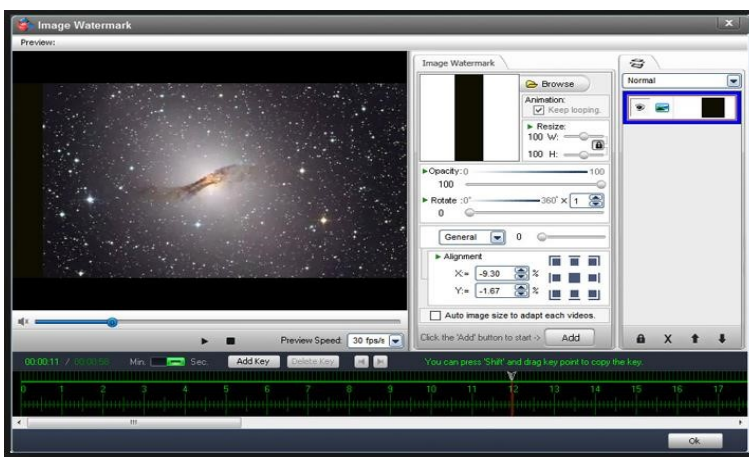 Image Watermark
Preview:
Image Watermark
Browse
Animation:
Keep looping.
Resize:
100 W:
100 H:
Opacity: 0 100
100
Rotate :0° 360° X 1
0
General 0
Alignment
X:= -9.30 %
Y:= -1.67 %
Auto image size to adapt each videos.
Click the 'Add' button to start -> Add
Normal
X
Preview Speed: 30 fps/s
00:00:11 / 00:00:50 Min. Sec. Add Key Delete Key You can press 'Shift' and drag key point to copy the key.
0 1 2 3 4 5 6 7 8 9 10 11 12 13 14 15 16 17
Ok